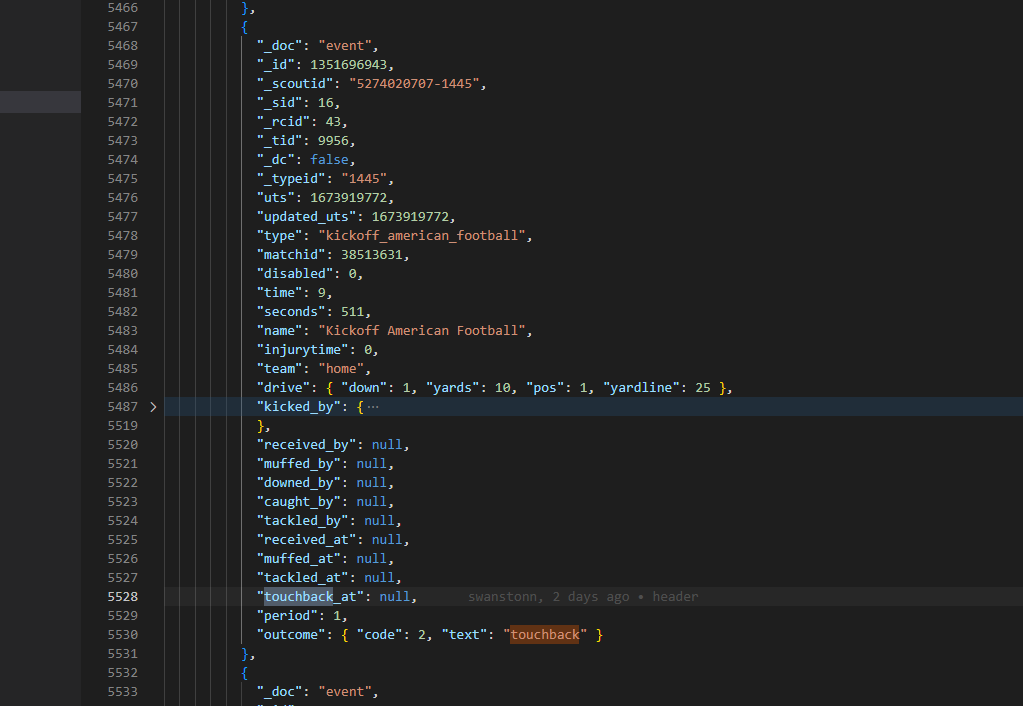 5466 },
5467 {
5468 "_doc": "event",
5469 "_id": 1351696943,
5470 "_scoutid": "5274020707-1445",
5471 "_sid": 16,
5472 "_rcid": 43,
5473 "_tid": 9956,
5474 "_dc": false,
5475 "_typeid": "1445",
5476 "uts": 1673919772,
5477 "updated_uts": 1673919772,
5478 "type": "kickoff_american_football",
5479 "matchid": 38513631,
5480 "disabled": 0,
5481 "time": 9,
5482 "seconds": 511,
5483 "name": "Kickoff American Football",
5484 "injurytime": 0,
5485 "team": "home",
5486 "drive": { "down": 1, "yards": 10, "pos": 1, "yardline": 25 },
5487 > "kicked_by": { ···
5519 },
5520 "received_by": null,
5521 "muffed_by": null,
5522 "downed_by": null,
5523 "caught_by": null,
5524 "tackled_by": null,
5525 "received_at": null,
5526 "muffed_at": null,
5527 "tackled_at": null,
5528 "touchback_at": null, swanstonn, 2 days ago • header
5529 "period": 1,
5530 "outcome": { "code": 2, "text": "touchback" }
5531 },
5532 {
5533 "_doc": "event",